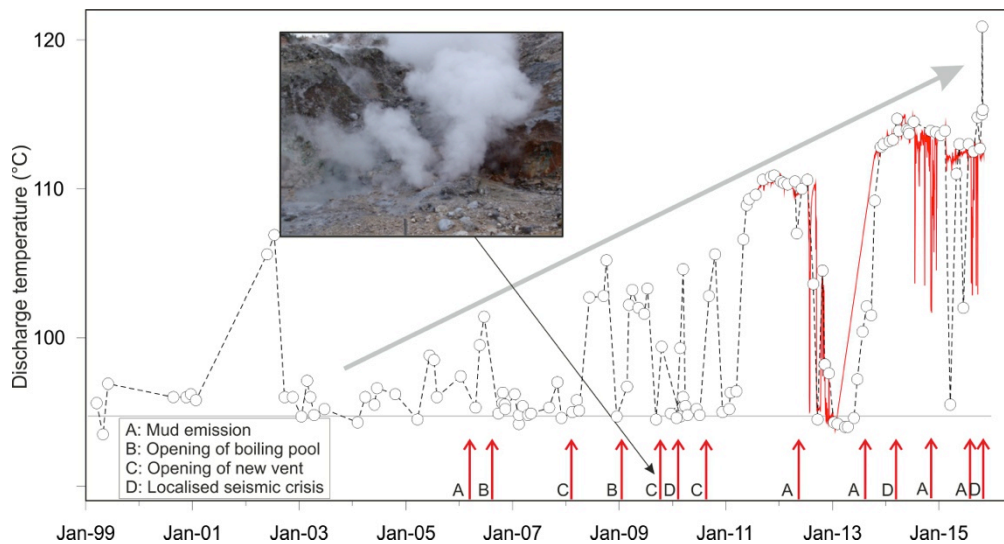 Discharge temperature (°C)
120
110
100
A: Mud emission
B: Opening of boiling pool
C: Opening of new vent
D: Localised seismic crisis
A B C B C D C A A D A A D
Jan-99 Jan-01 Jan-03 Jan-05 Jan-07 Jan-09 Jan-11 Jan-13 Jan-15